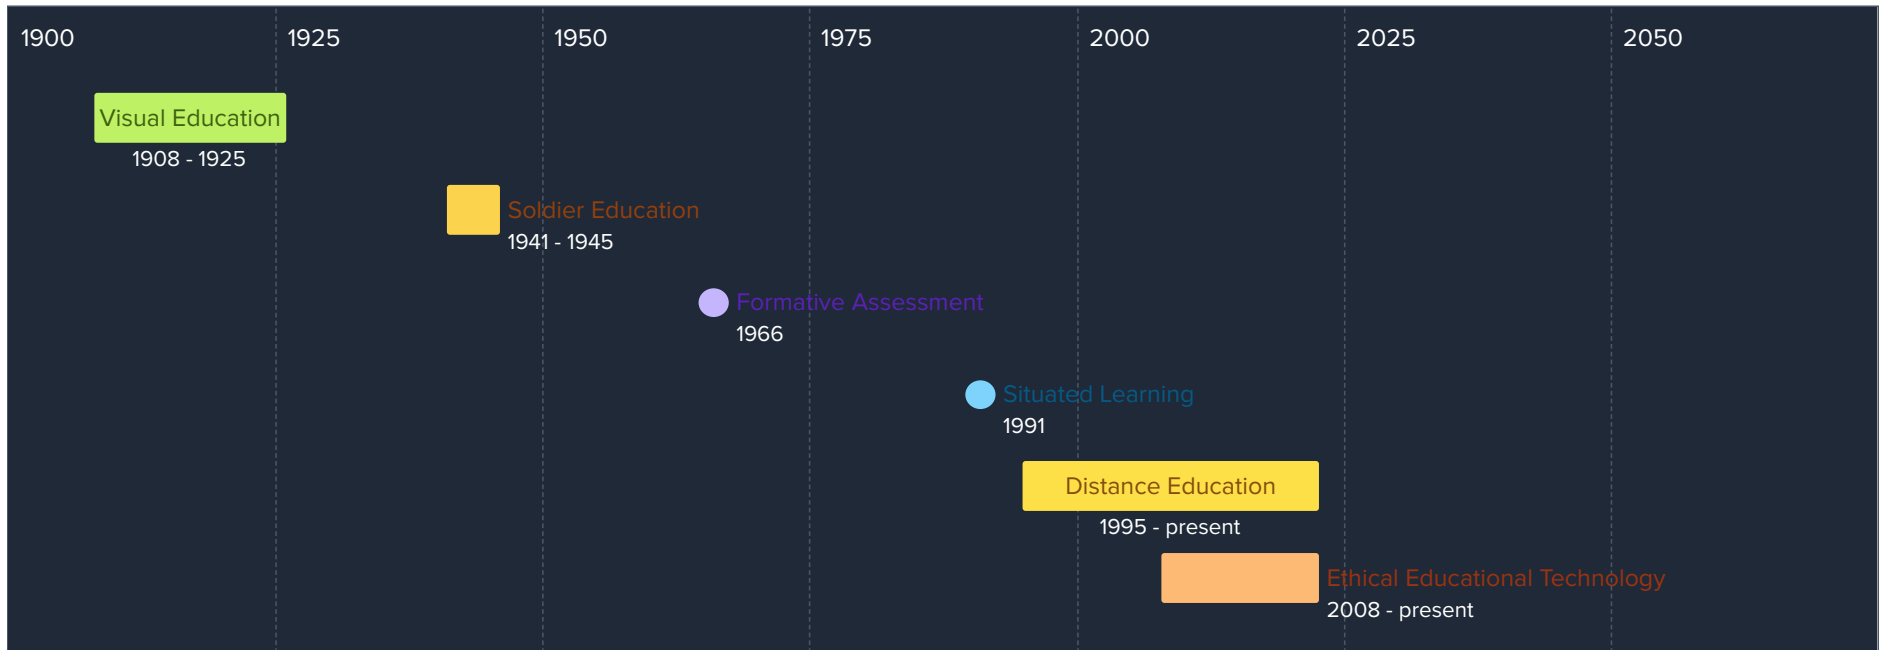 1900 1925 1950 1975 2000 2025 2050
Visual Education
1908 - 1925
Soldier Education
1941 - 1945
Formative Assessment
1966
Situated Learning
1991
Distance Education
1995 - present
Ethical Educational Technology
2008 - present